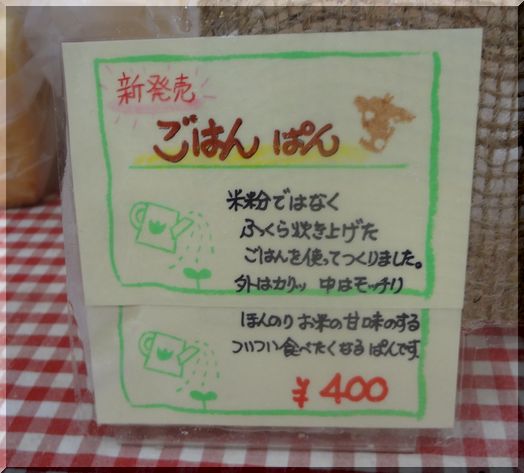 新発売
ごはん ぱん
米粉ではなく
ふっくら炊き上げた
ごはんを使ってつくりました。
外はカリッ 中はモッチリ
ほんのりお米の甘味のする
ついつい食べたくなる ぱんです
¥400